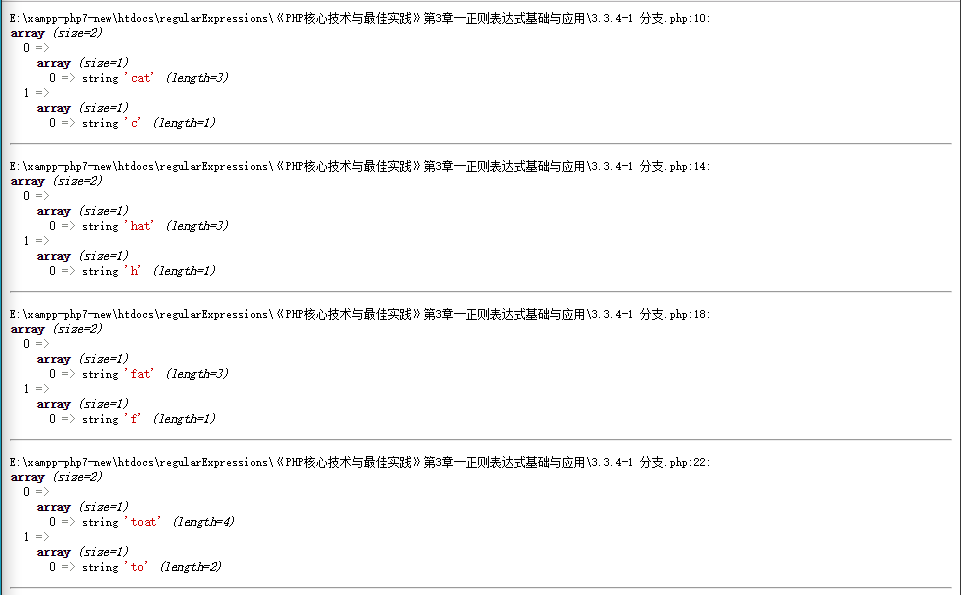 E:\xampp-php7-new\htdocs\regularExpressions\《PHP核心技术与最佳实践》第3章—正则表达式基础与应用\3.3.4-1 分支.php:10:
array (size=2)
0 =>
array (size=1)
0 => string 'cat' (length=3)
1 =>
array (size=1)
0 => string 'c' (length=1)
E:\xampp-php7-new\htdocs\regularExpressions\《PHP核心技术与最佳实践》第3章—正则表达式基础与应用\3.3.4-1 分支.php:14:
array (size=2)
0 =>
array (size=1)
0 => string 'hat' (length=3)
1 =>
array (size=1)
0 => string 'h' (length=1)
E:\xampp-php7-new\htdocs\regularExpressions\《PHP核心技术与最佳实践》第3章—正则表达式基础与应用\3.3.4-1 分支.php:18:
array (size=2)
0 =>
array (size=1)
0 => string 'fat' (length=3)
1 =>
array (size=1)
0 => string 'f' (length=1)
E:\xampp-php7-new\htdocs\regularExpressions\《PHP核心技术与最佳实践》第3章—正则表达式基础与应用\3.3.4-1 分支.php:22:
array (size=2)
0 =>
array (size=1)
0 => string 'toat' (length=4)
1 =>
array (size=1)
0 => string 'to' (length=2)